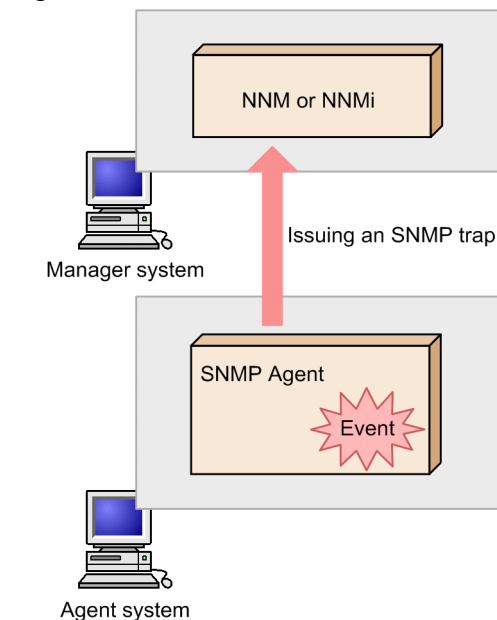 NNM or NNMi
Issuing an SNMP trap
Manager system
SNMP Agent
Event
Agent system